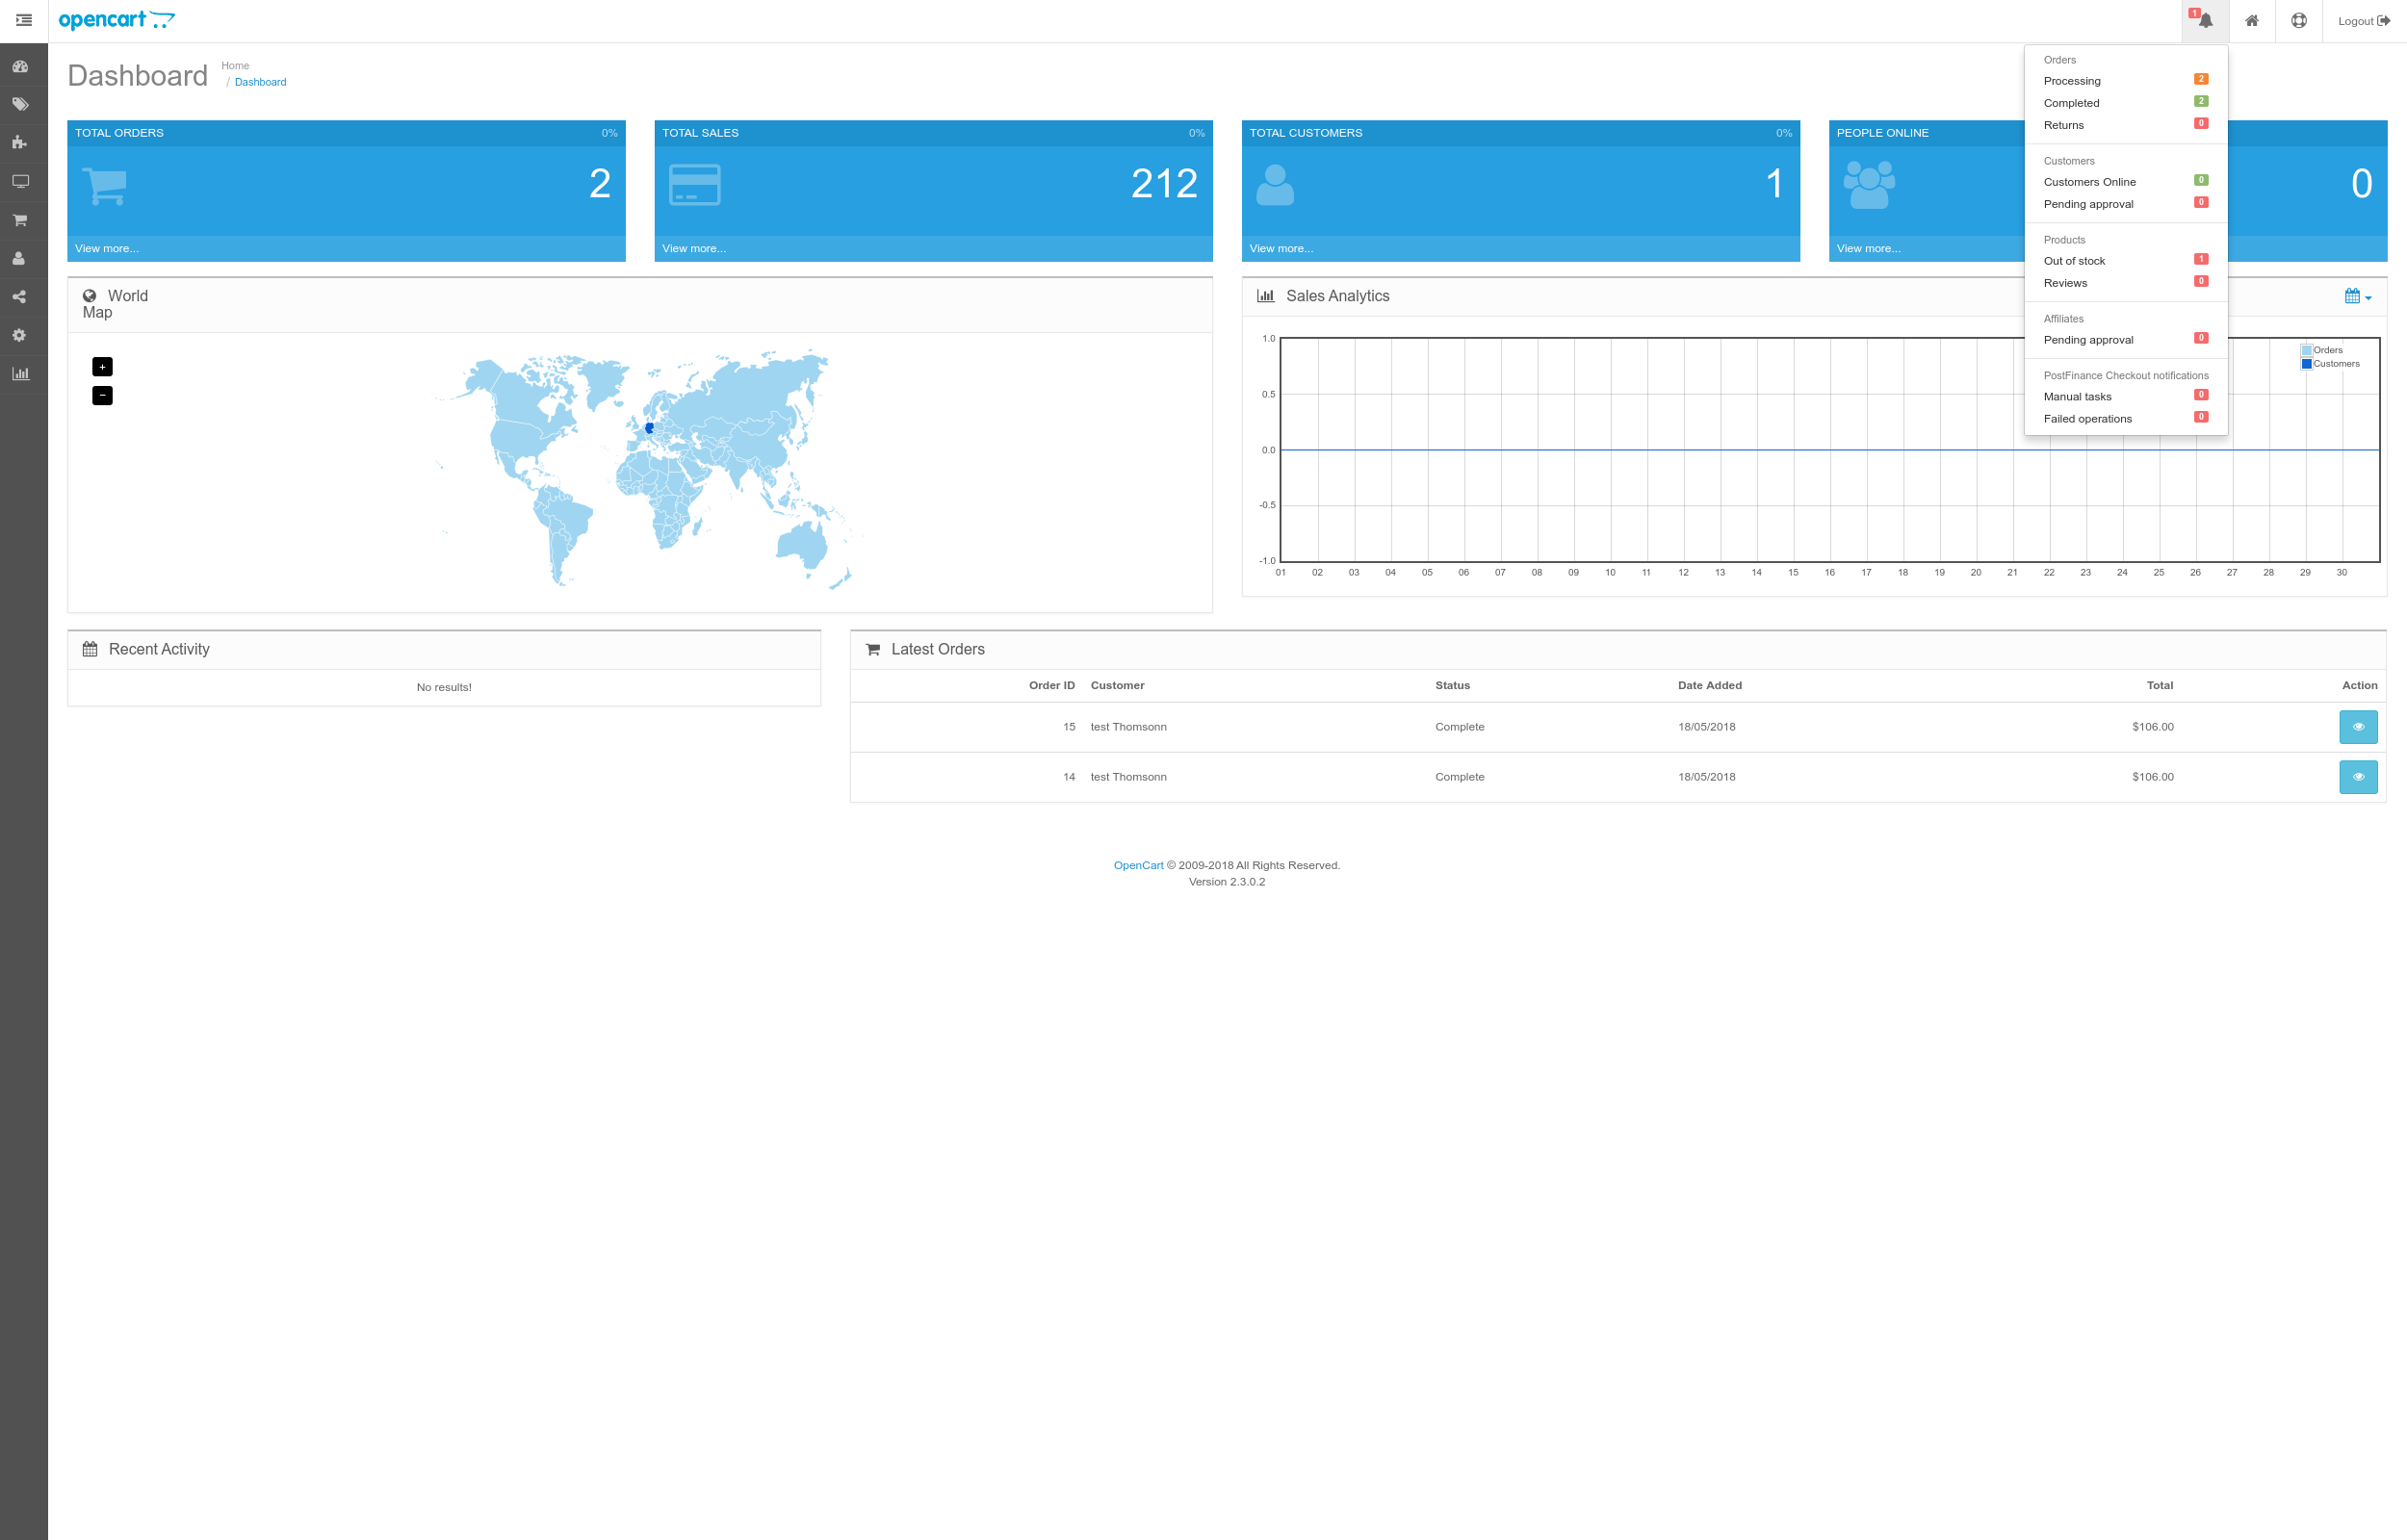 opencart
1
Logout
Dashboard
Home
/ Dashboard
Orders
Processing 2
Completed 2
Returns 0
Customers
Customers Online 0
Pending approval 0
Products
Out of stock 1
Reviews 0
Affiliates
Pending approval 0
PostFinance Checkout notifications
Manual tasks 0
Failed operations 0
TOTAL ORDERS 0%
2
View more...
TOTAL SALES 0%
212
View more...
TOTAL CUSTOMERS 0%
1
View more...
PEOPLE ONLINE
0
View more...
World
Map
+
−
Sales Analytics
Orders
Customers
1.0
0.5
0.0
-0.5
-1.0
01 02 03 04 05 06 07 08 09 10 11 12 13 14 15 16 17 18 19 20 21 22 23 24 25 26 27 28 29 30
Recent Activity
No results!
Latest Orders
Order ID Customer Status Date Added Total Action
15 test Thomsonn Complete 18/05/2018 $106.00
14 test Thomsonn Complete 18/05/2018 $106.00
OpenCart © 2009-2018 All Rights Reserved.
Version 2.3.0.2